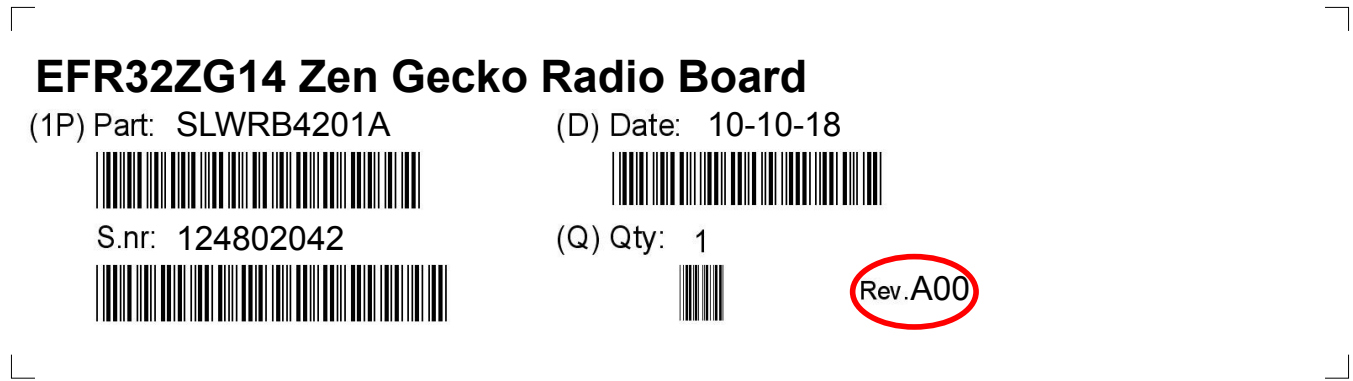 EFR32ZG14 Zen Gecko Radio Board
(1P) Part: SLWRB4201A
(D) Date: 10-10-18
S.nr: 124802042
(Q) Qty: 1
Rev.A00